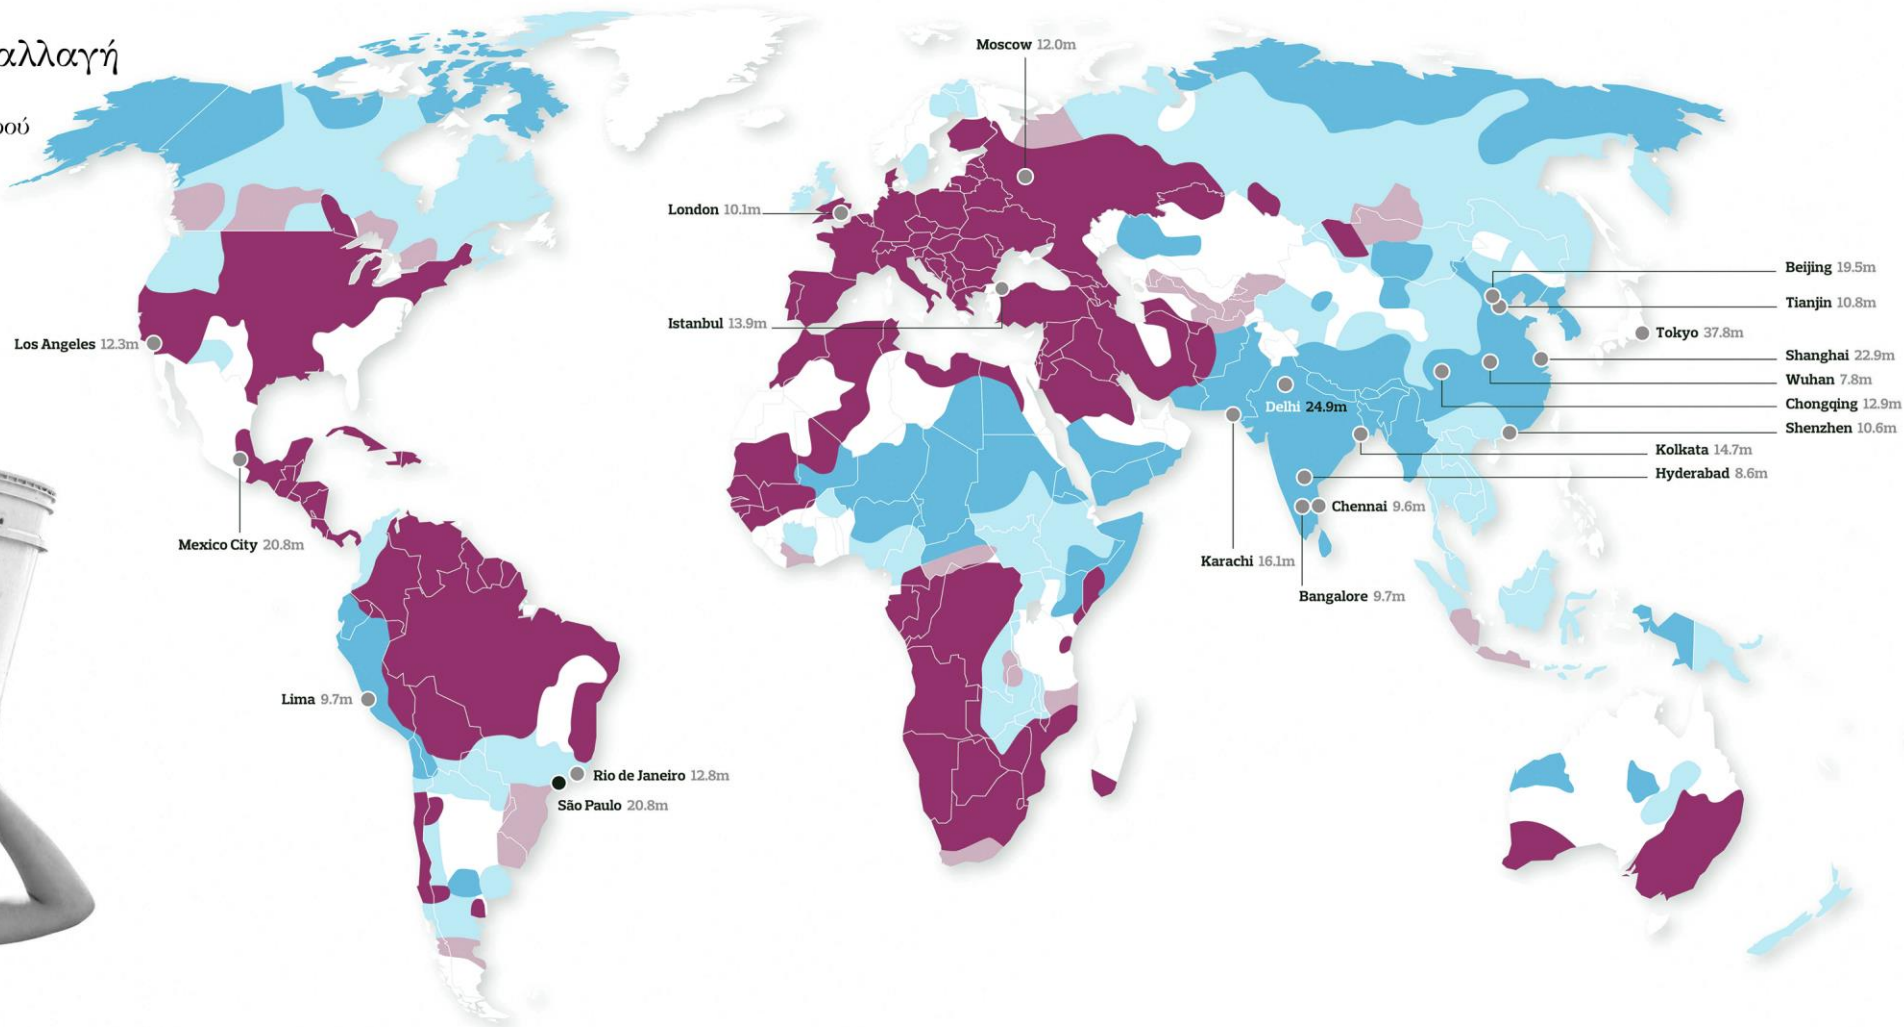 αλλαγή
ού
Moscow 12.0m
London 10.1m
Istanbul 13.9m
Los Angeles 12.3m
Mexico City 20.8m
Lima 9.7m
Rio de Janeiro 12.8m
São Paulo 20.8m
Beijing 19.5m
Tianjin 10.8m
Tokyo 37.8m
Shanghai 22.9m
Wuhan 7.8m
Chongqing 12.9m
Shenzhen 10.6m
Delhi 24.9m
Kolkata 14.7m
Hyderabad 8.6m
Chennai 9.6m
Karachi 16.1m
Bangalore 9.7m